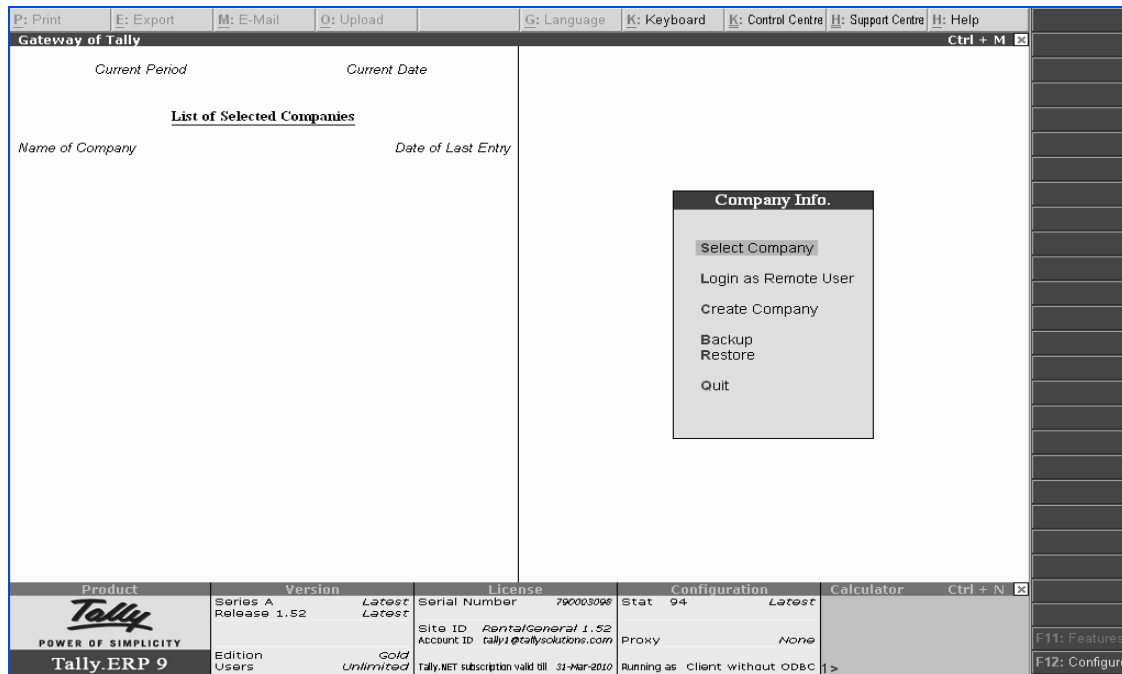 P: Print E: Export M: E-Mail O: Upload G: Language K: Keyboard K: Control Centre H: Support Centre H: Help
Gateway of Tally Ctrl + M
Current Period Current Date
List of Selected Companies
Name of Company Date of Last Entry
Company Info.
Select Company
Login as Remote User
Create Company
Backup
Restore
Quit
Product Version License Configuration Calculator Ctrl + N
Tally
POWER OF SIMPLICITY
Tally.ERP 9
Series A Latest
Release 1.52 Latest
Edition Gold
Users Unlimited
Serial Number 790003098
Site ID RentalGeneral 1.52
Account ID tally1@tallysolutions.com
Tally.NET subscription valid till 31-Mar-2010
Stat 94 Latest
Proxy None
Running as Client without ODBC
1 >
F11: Features
F12: Configure